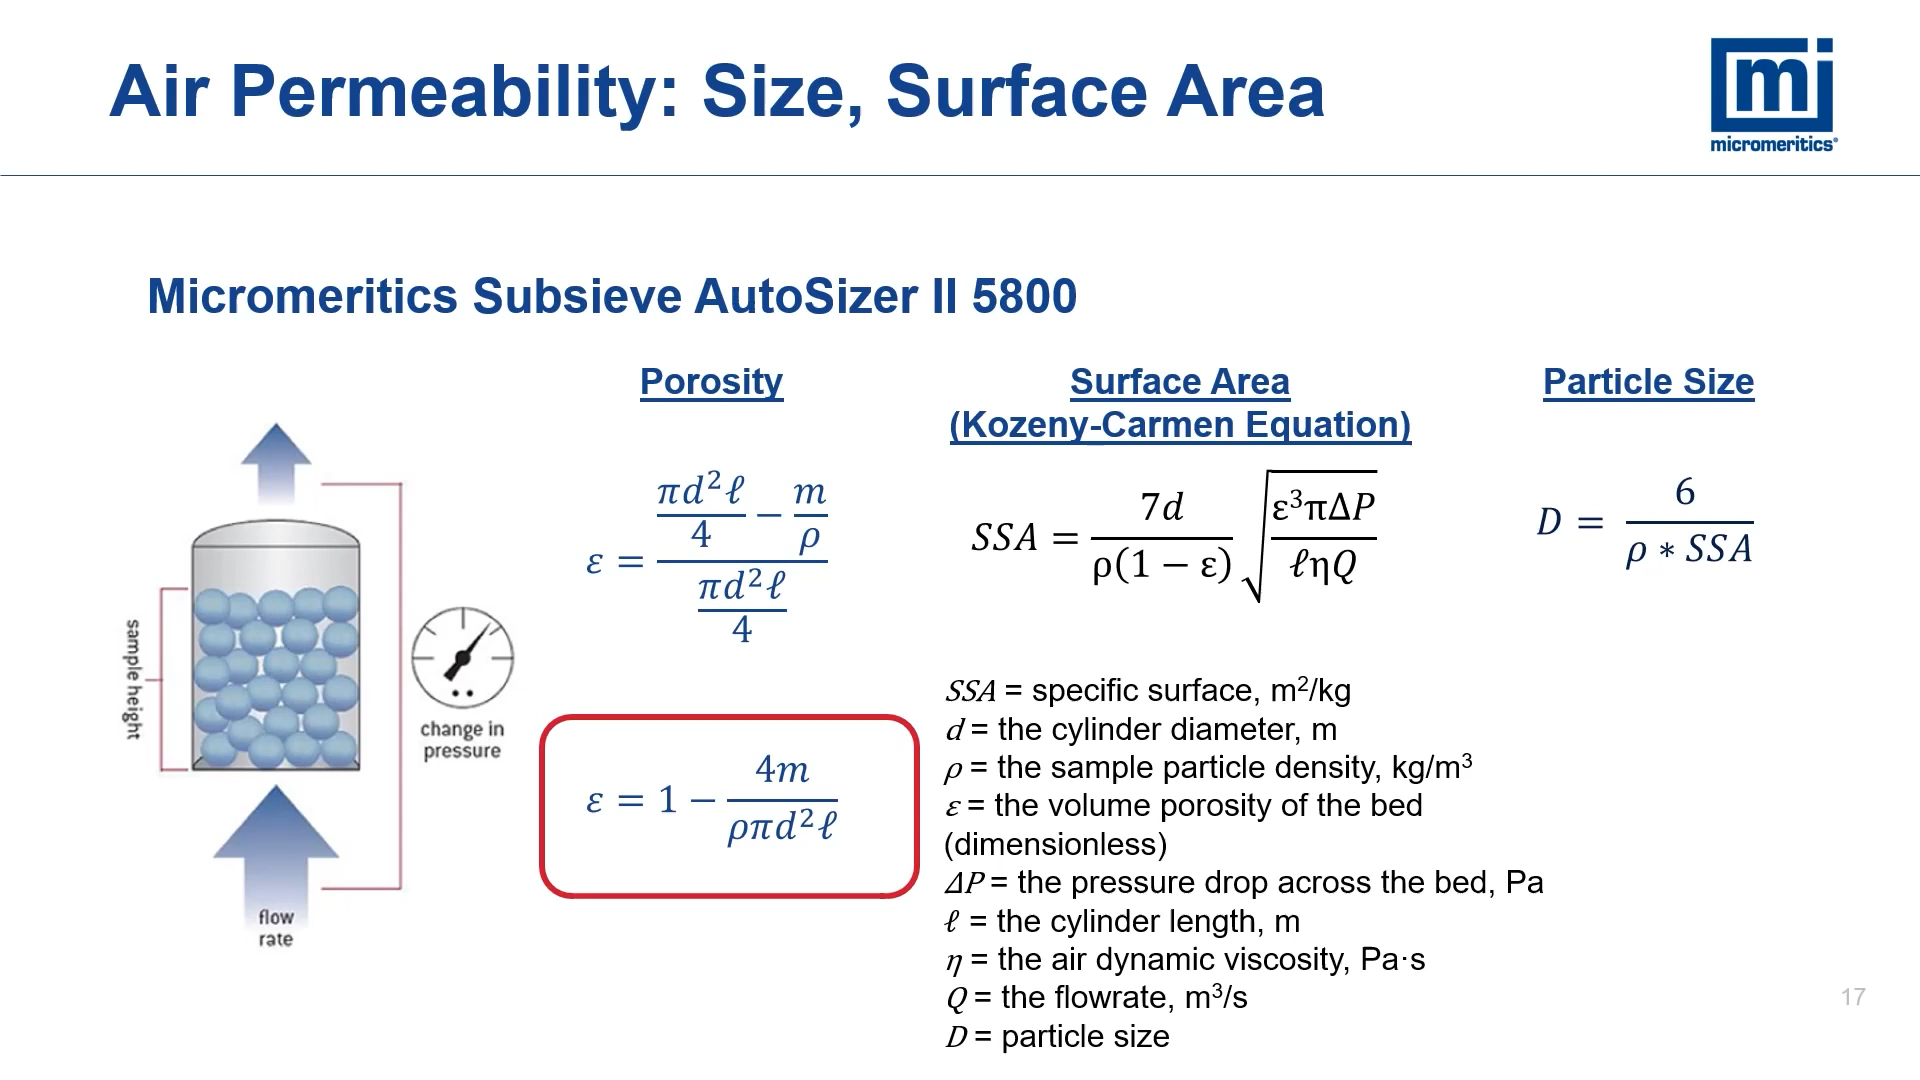 Air Permeability: Size, Surface Area
mi
micromeritics®
Micromeritics Subsieve AutoSizer II 5800
Porosity
Surface Area
(Kozeny-Carmen Equation)
Particle Size
ε = (πd²ℓ/4 − m/ρ) / (πd²ℓ/4)
SSA = 7d/(ρ(1 − ε)) √(ε³πΔP/(ℓηQ))
D = 6/(ρ * SSA)
sample height
change in
pressure
flow
rate
ε = 1 − 4m/(ρπd²ℓ)
SSA = specific surface, m²/kg
d = the cylinder diameter, m
ρ = the sample particle density, kg/m³
ε = the volume porosity of the bed
(dimensionless)
ΔP = the pressure drop across the bed, Pa
ℓ = the cylinder length, m
η = the air dynamic viscosity, Pa·s
Q = the flowrate, m³/s
D = particle size
17